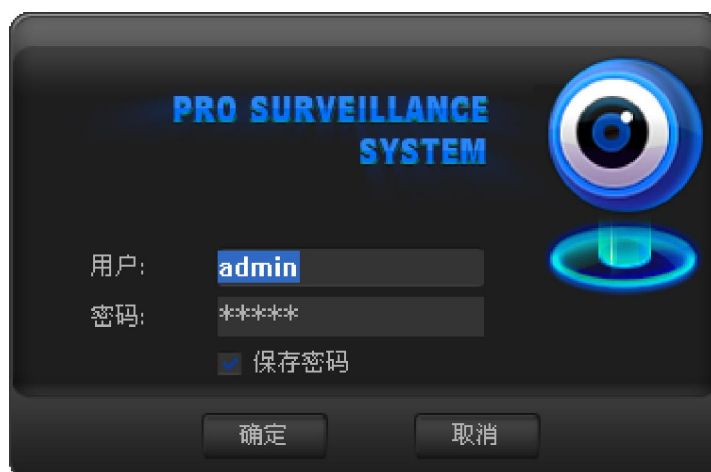 PRO SURVEILLANCE
SYSTEM
用户: admin
密码: *****
保存密码
确定 取消